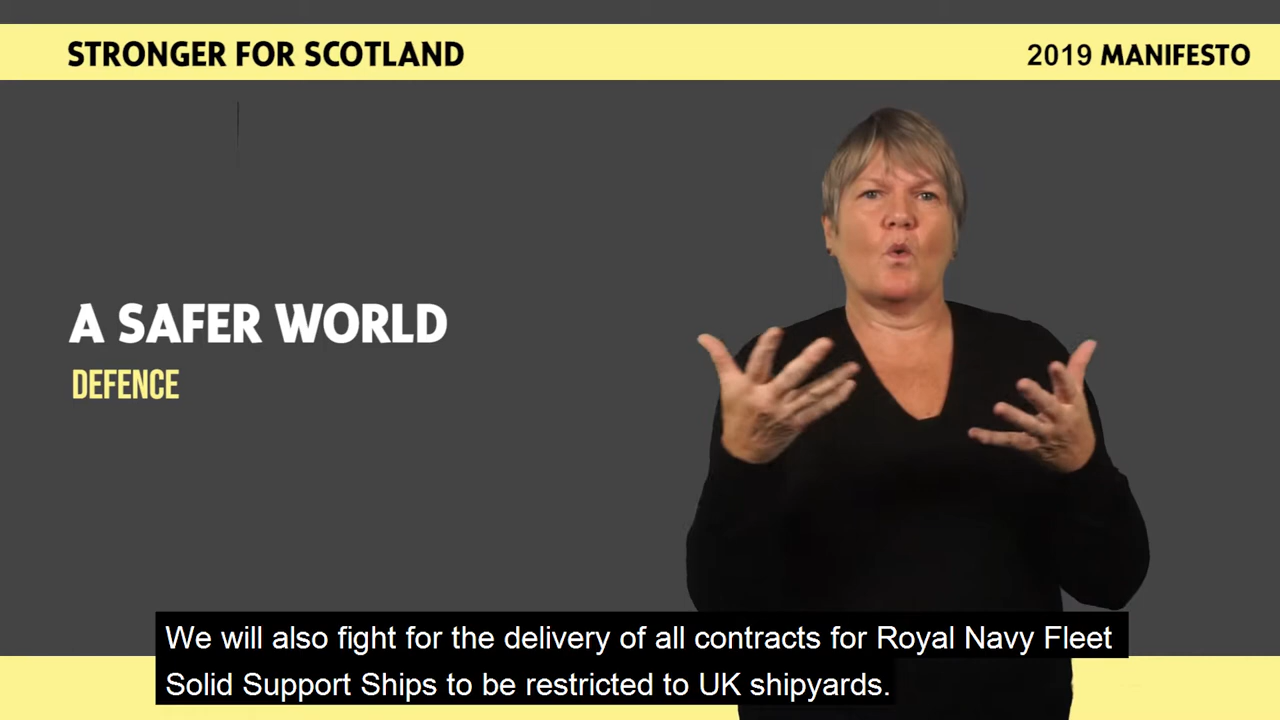 STRONGER FOR SCOTLAND
2019 MANIFESTO
A SAFER WORLD
DEFENCE
We will also fight for the delivery of all contracts for Royal Navy Fleet
Solid Support Ships to be restricted to UK shipyards.